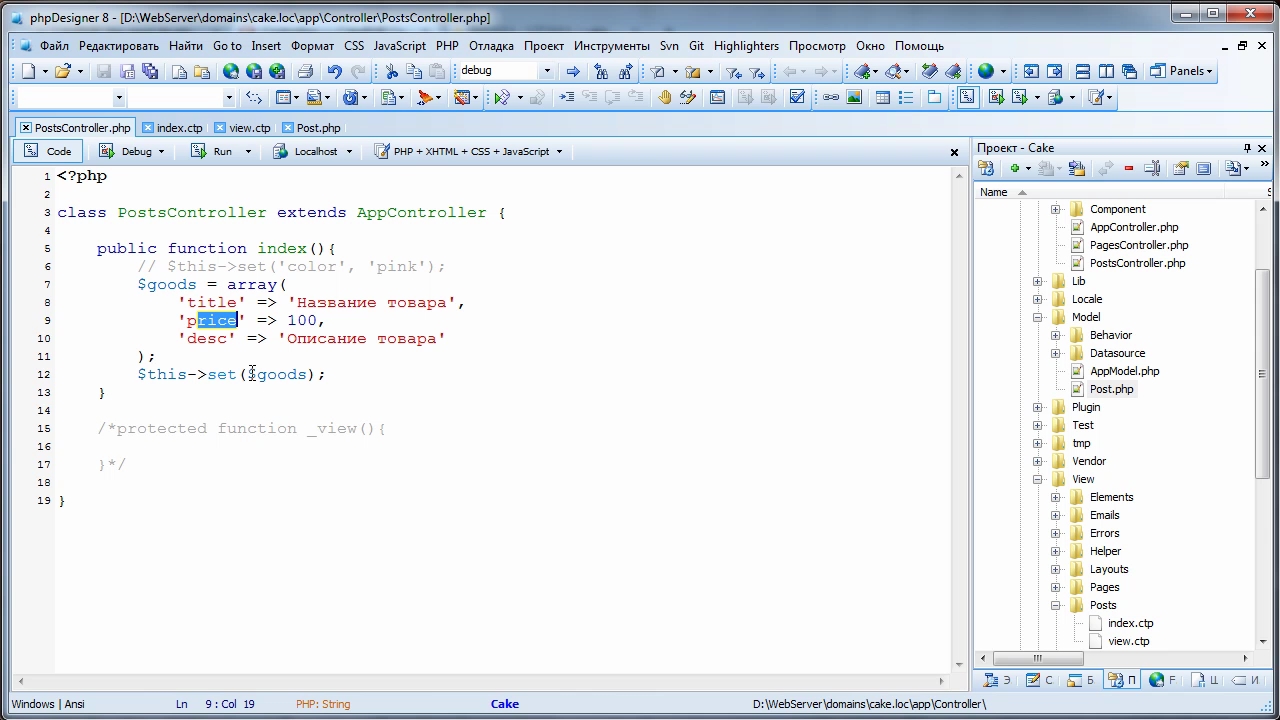 phpDesigner 8 - [D:\WebServer\domains\cake.loc\app\Controller\PostsController.php]
Файл Редактировать Найти Go to Insert Формат CSS JavaScript PHP Отладка Проект Инструменты Svn Git Highlighters Просмотр Окно Помощь
debug Panels
PostsController.php index.ctp view.ctp Post.php
Code Debug Run Localhost PHP + XHTML + CSS + JavaScript
1 <?php
2
3 class PostsController extends AppController {
4
5 public function index(){
6 // $this->set('color', 'pink');
7 $goods = array(
8 'title' => 'Название товара',
9 'price' => 100,
10 'desc' => 'Описание товара'
11 );
12 $this->set($goods);
13 }
14
15 /*protected function _view(){
16
17 }*/
18
19 }
Проект - Cake
Name
Component
AppController.php
PagesController.php
PostsController.php
Lib
Locale
Model
Behavior
Datasource
AppModel.php
Post.php
Plugin
Test
tmp
Vendor
View
Elements
Emails
Errors
Helper
Layouts
Pages
Posts
index.ctp
view.ctp
Э С Б П F Ц И
Windows | Ansi Ln 9 : Col 19 PHP: String Cake D:\WebServer\domains\cake.loc\app\Controller\